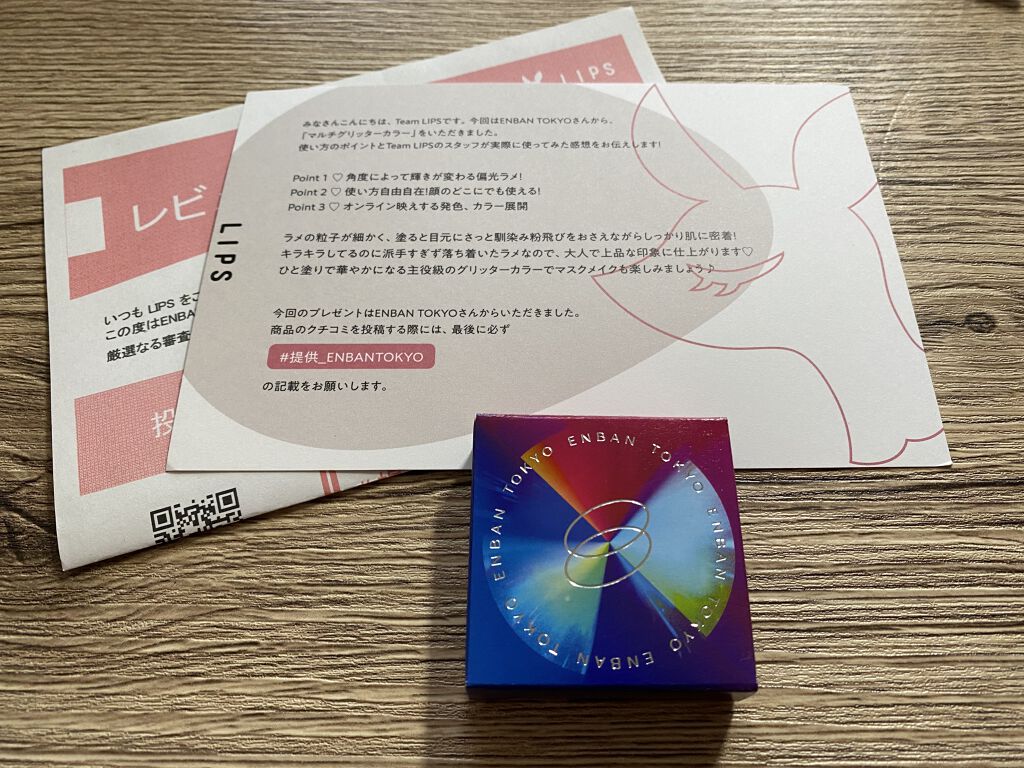 LIPS
レビ
いつも LIPS をご
この度はENBA
厳選なる審査
投
LIPS
みなさんこんにちは、Team LIPSです。今回はENBAN TOKYOさんから、
「マルチグリッターカラー」をいただきました。
使い方のポイントとTeam LIPSのスタッフが実際に使ってみた感想をお伝えします!
Point 1 ♡ 角度によって輝きが変わる偏光ラメ!
Point 2 ♡ 使い方自由自在!顔のどこにでも使える!
Point 3 ♡ オンライン映えする発色、カラー展開
ラメの粒子が細かく、塗ると目元にさっと馴染み粉飛びをおさえながらしっかり肌に密着!
キラキラしてるのに派手すぎず落ち着いたラメなので、大人で上品な印象に仕上がります♡
ひと塗りで華やかになる主役級のグリッターカラーでマスクメイクも楽しみましょう♪
今回のプレゼントはENBAN TOKYOさんからいただきました。
商品のクチコミを投稿する際には、最後に必ず
#提供_ENBANTOKYO
の記載をお願いします。
ENBAN TOKYO ENBAN TOKYO ENBAN TOKYO ENBAN TOKYO